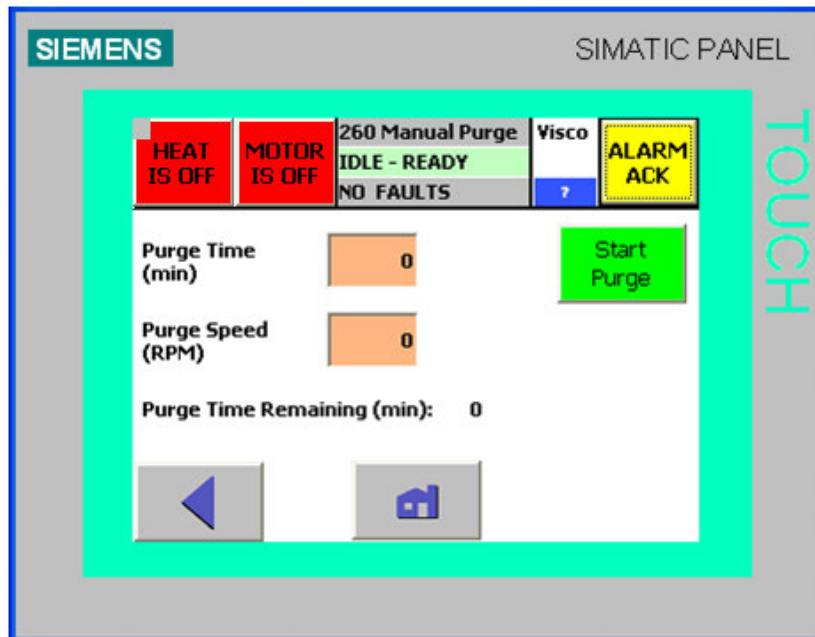 SIEMENS
SIMATIC PANEL
TOUCH
HEAT
IS OFF
MOTOR
IS OFF
260 Manual Purge
IDLE - READY
NO FAULTS
Visco
?
ALARM
ACK
Purge Time
(min)
0
Start
Purge
Purge Speed
(RPM)
0
Purge Time Remaining (min): 0